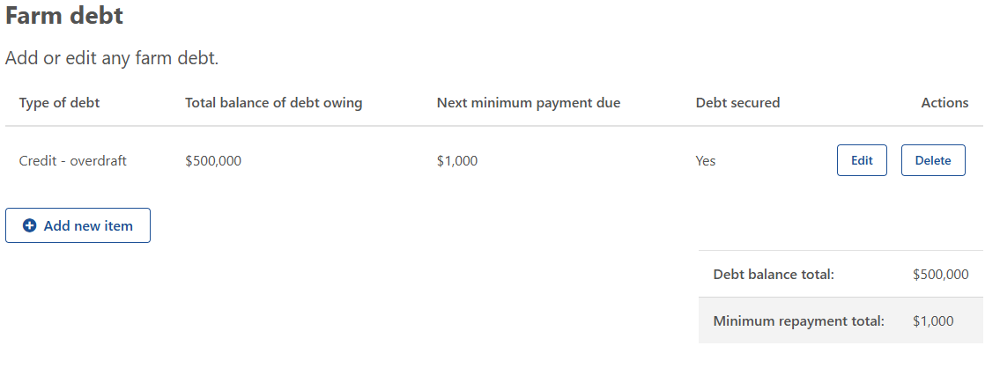 Farm debt
Add or edit any farm debt.
Type of debt Total balance of debt owing Next minimum payment due Debt secured Actions
Credit - overdraft $500,000 $1,000 Yes Edit Delete
Add new item
Debt balance total: $500,000
Minimum repayment total: $1,000